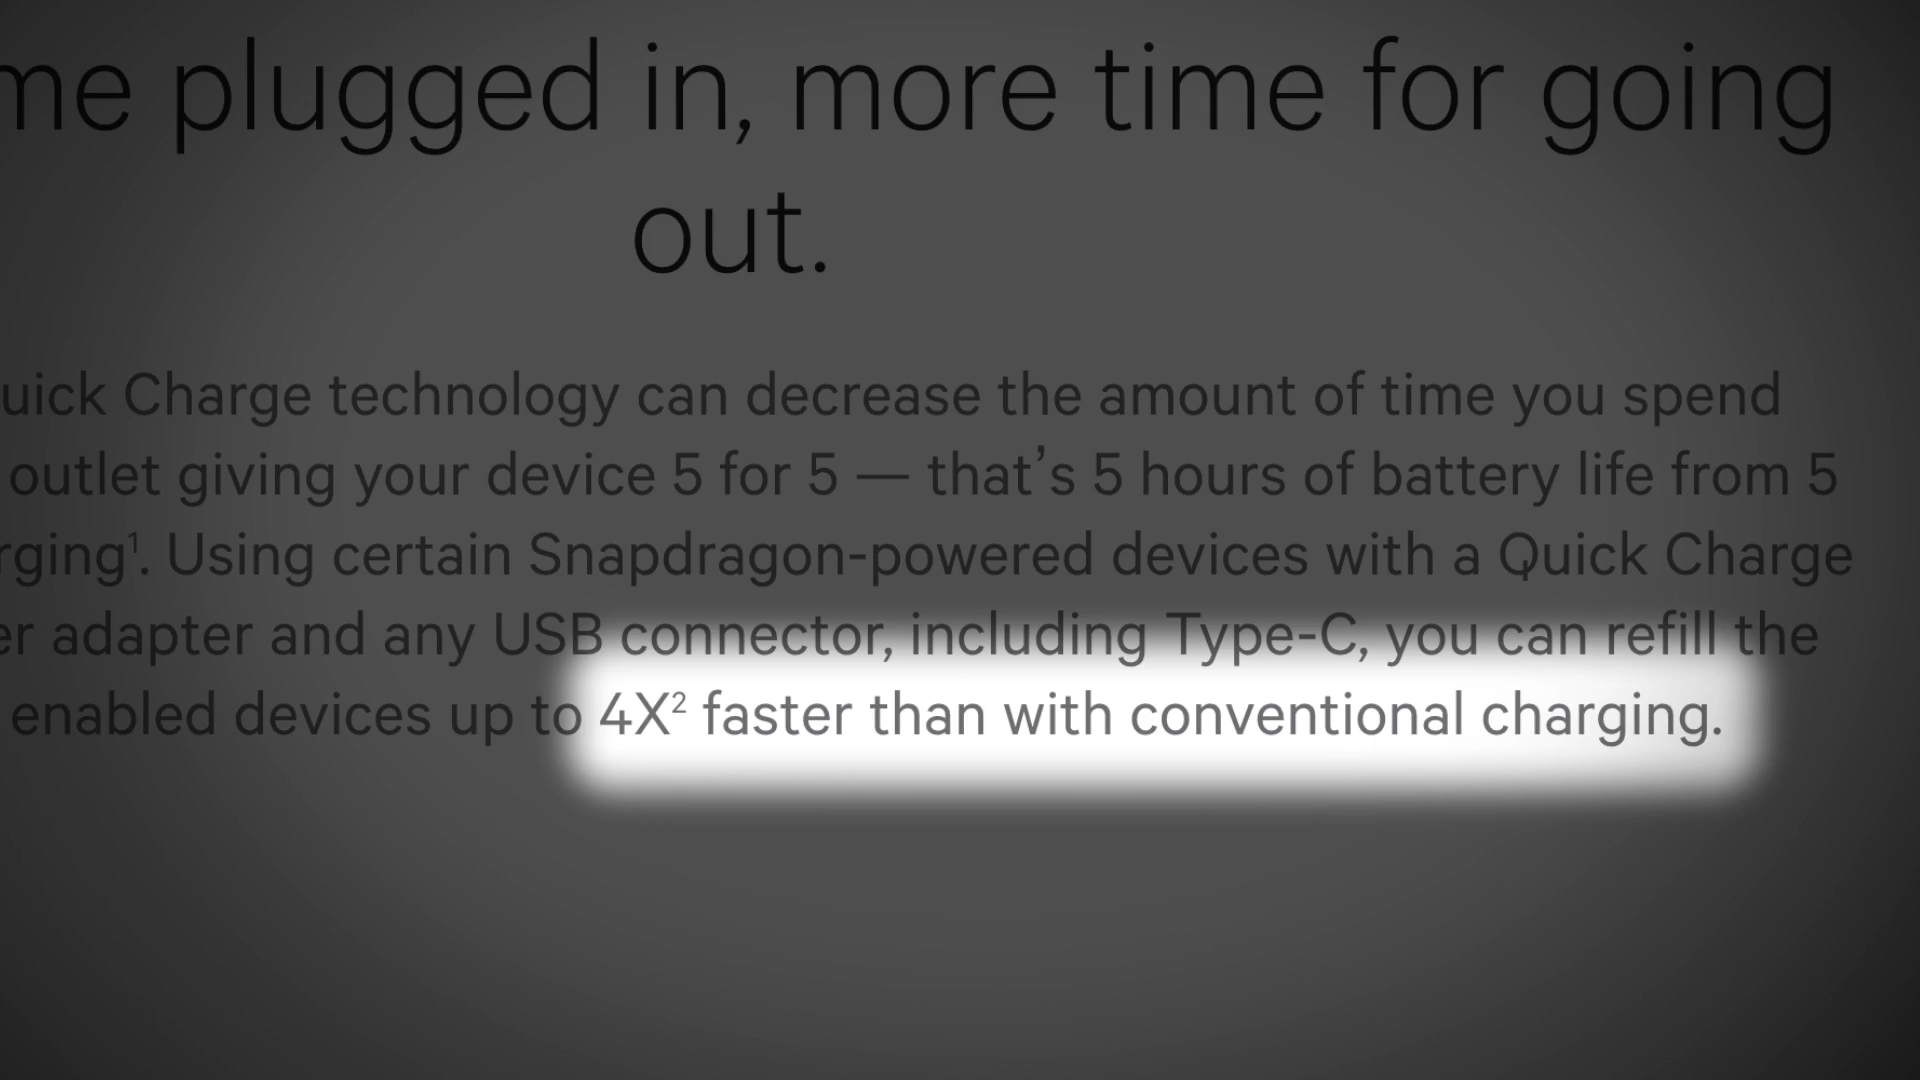 me plugged in, more time for going
out.
uick Charge technology can decrease the amount of time you spend
outlet giving your device 5 for 5 — that's 5 hours of battery life from 5
rging¹. Using certain Snapdragon-powered devices with a Quick Charge
er adapter and any USB connector, including Type-C, you can refill the
enabled devices up to 4X² faster than with conventional charging.